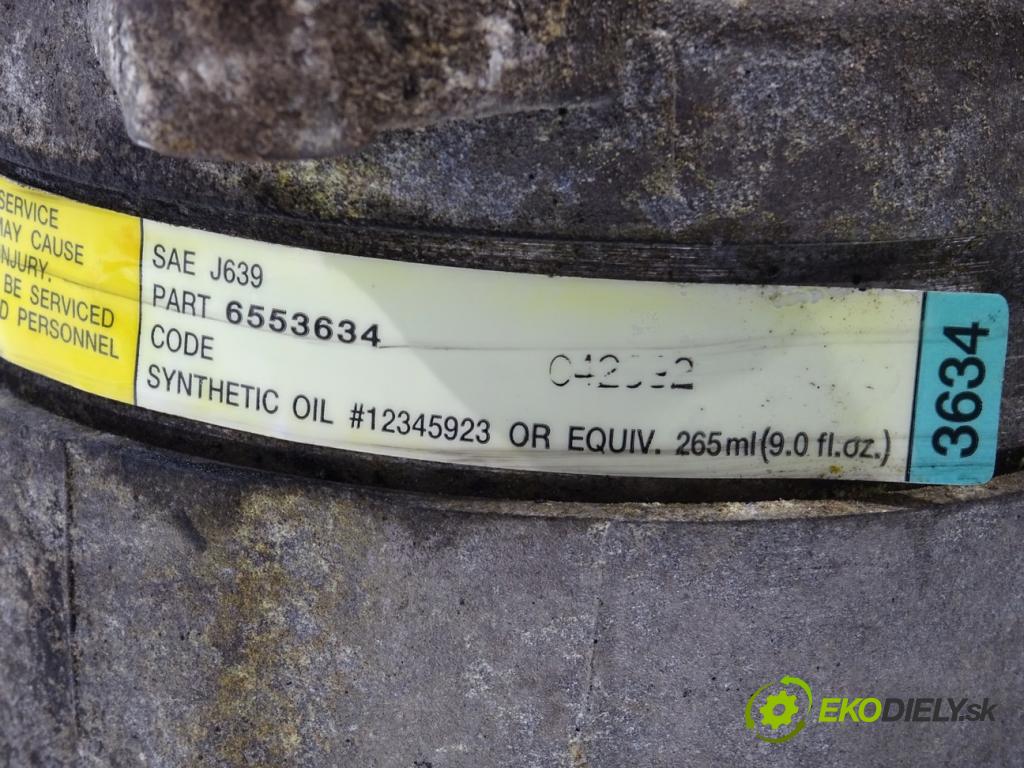 SERVICE
MAY CAUSE
INJURY.
BE SERVICED
PERSONNEL
SAE J639
PART 6553634
CODE
SYNTHETIC OIL #12345923 OR EQUIV. 265ml(9.0 fl.oz.)
3634
EKODIELY.sk